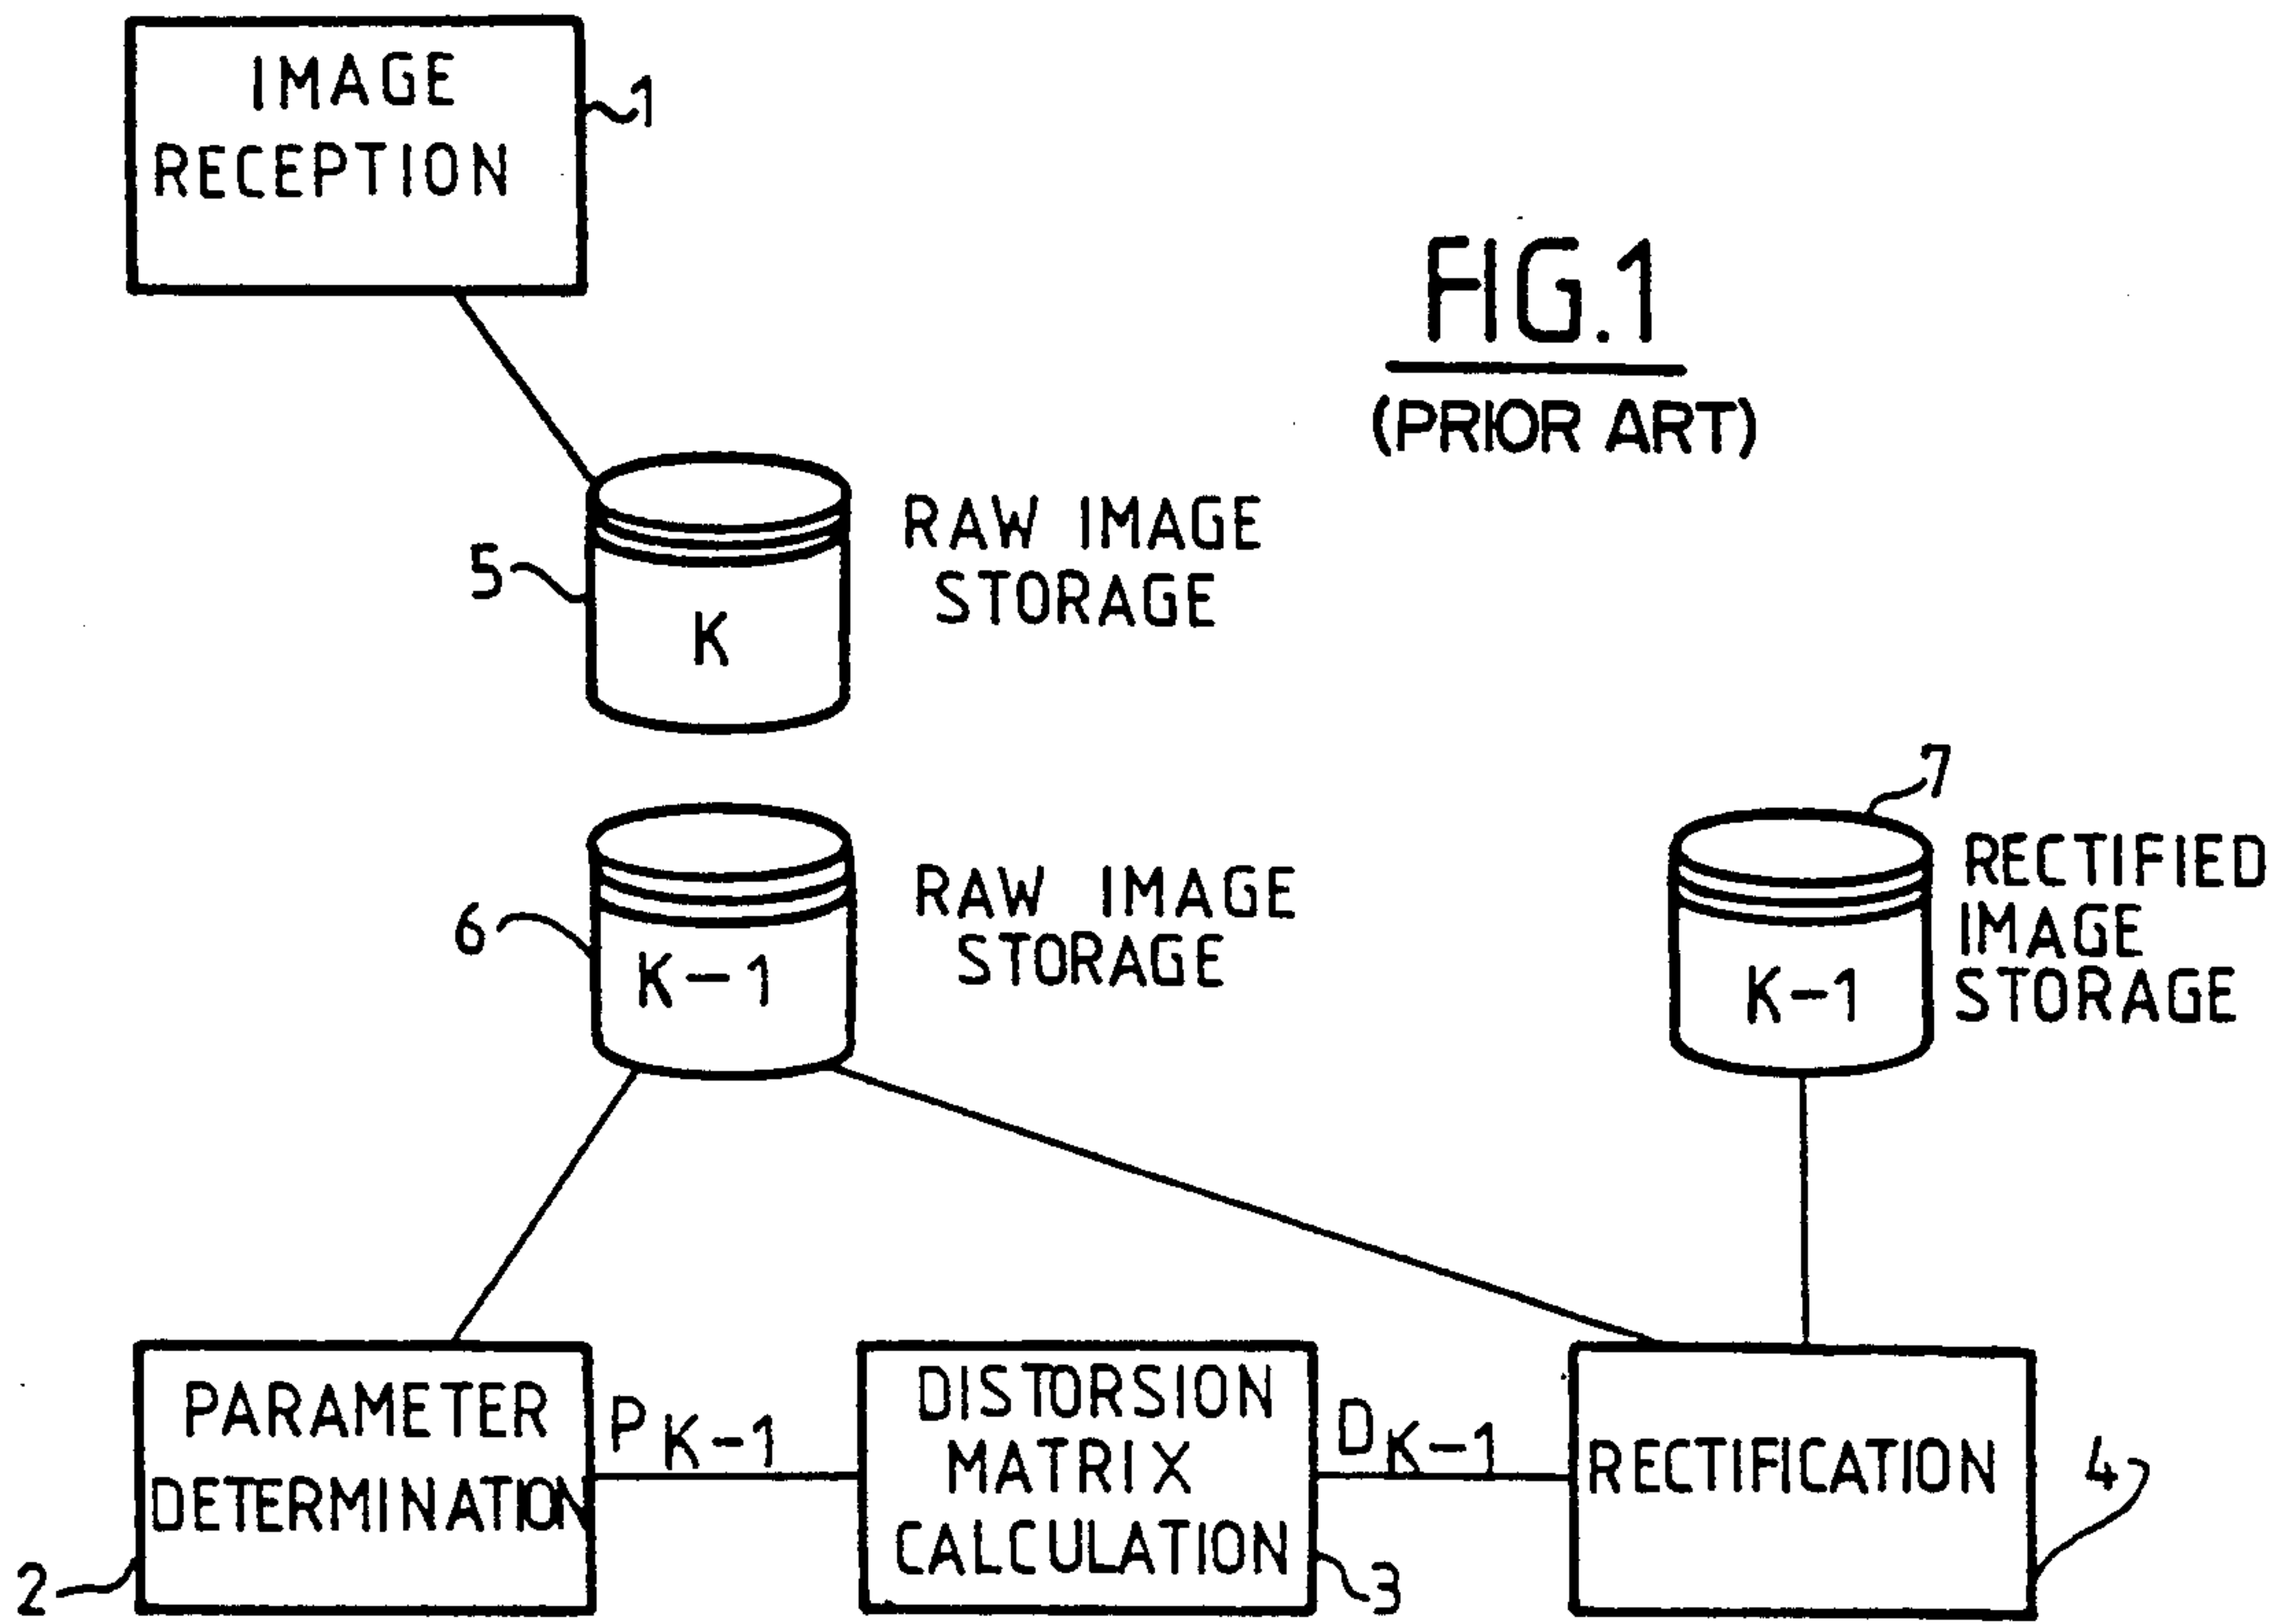 IMAGE
RECEPTION
1
FIG.1
(PRIOR ART)
RAW IMAGE
STORAGE
5
K
7
RAW IMAGE
STORAGE
6
K-1
RECTIFIED
IMAGE
STORAGE
K-1
PARAMETER
DETERMINATION
2
PK-1
DISTORSION
MATRIX
CALCULATION
3
DK-1
RECTIFICATION
4